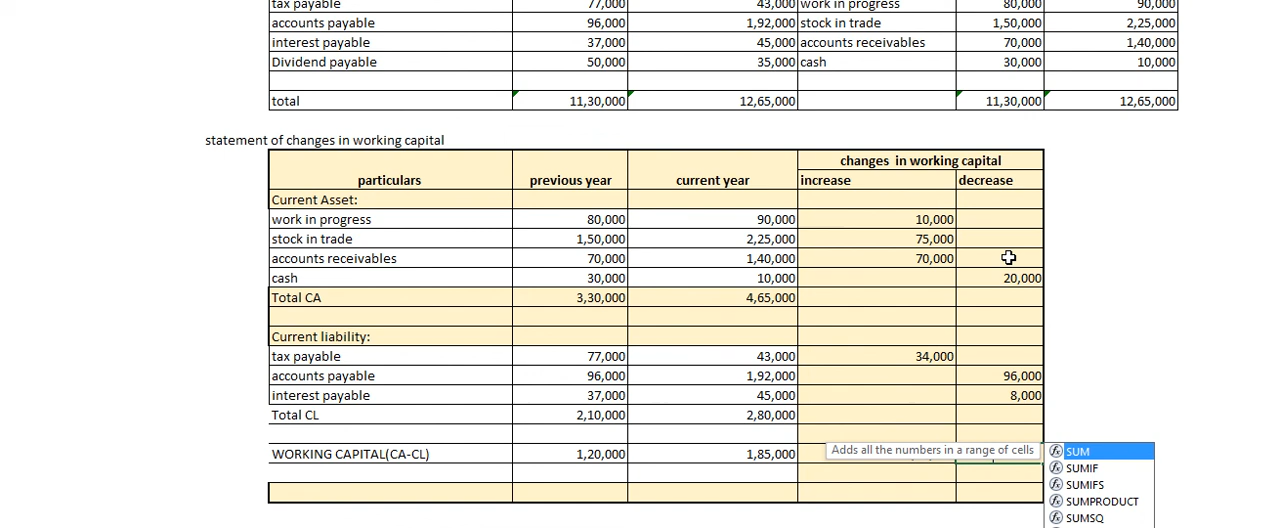 tax payable 77,000 43,000 work in progress 80,000 90,000
accounts payable 96,000 1,92,000 stock in trade 1,50,000 2,25,000
interest payable 37,000 45,000 accounts receivables 70,000 1,40,000
Dividend payable 50,000 35,000 cash 30,000 10,000
total 11,30,000 12,65,000 11,30,000 12,65,000
statement of changes in working capital
changes in working capital
particulars previous year current year increase decrease
Current Asset:
work in progress 80,000 90,000 10,000
stock in trade 1,50,000 2,25,000 75,000
accounts receivables 70,000 1,40,000 70,000
cash 30,000 10,000 20,000
Total CA 3,30,000 4,65,000
Current liability:
tax payable 77,000 43,000 34,000
accounts payable 96,000 1,92,000 96,000
interest payable 37,000 45,000 8,000
Total CL 2,10,000 2,80,000
WORKING CAPITAL(CA-CL) 1,20,000 1,85,000
Adds all the numbers in a range of cells
SUM
SUMIF
SUMIFS
SUMPRODUCT
SUMSQ